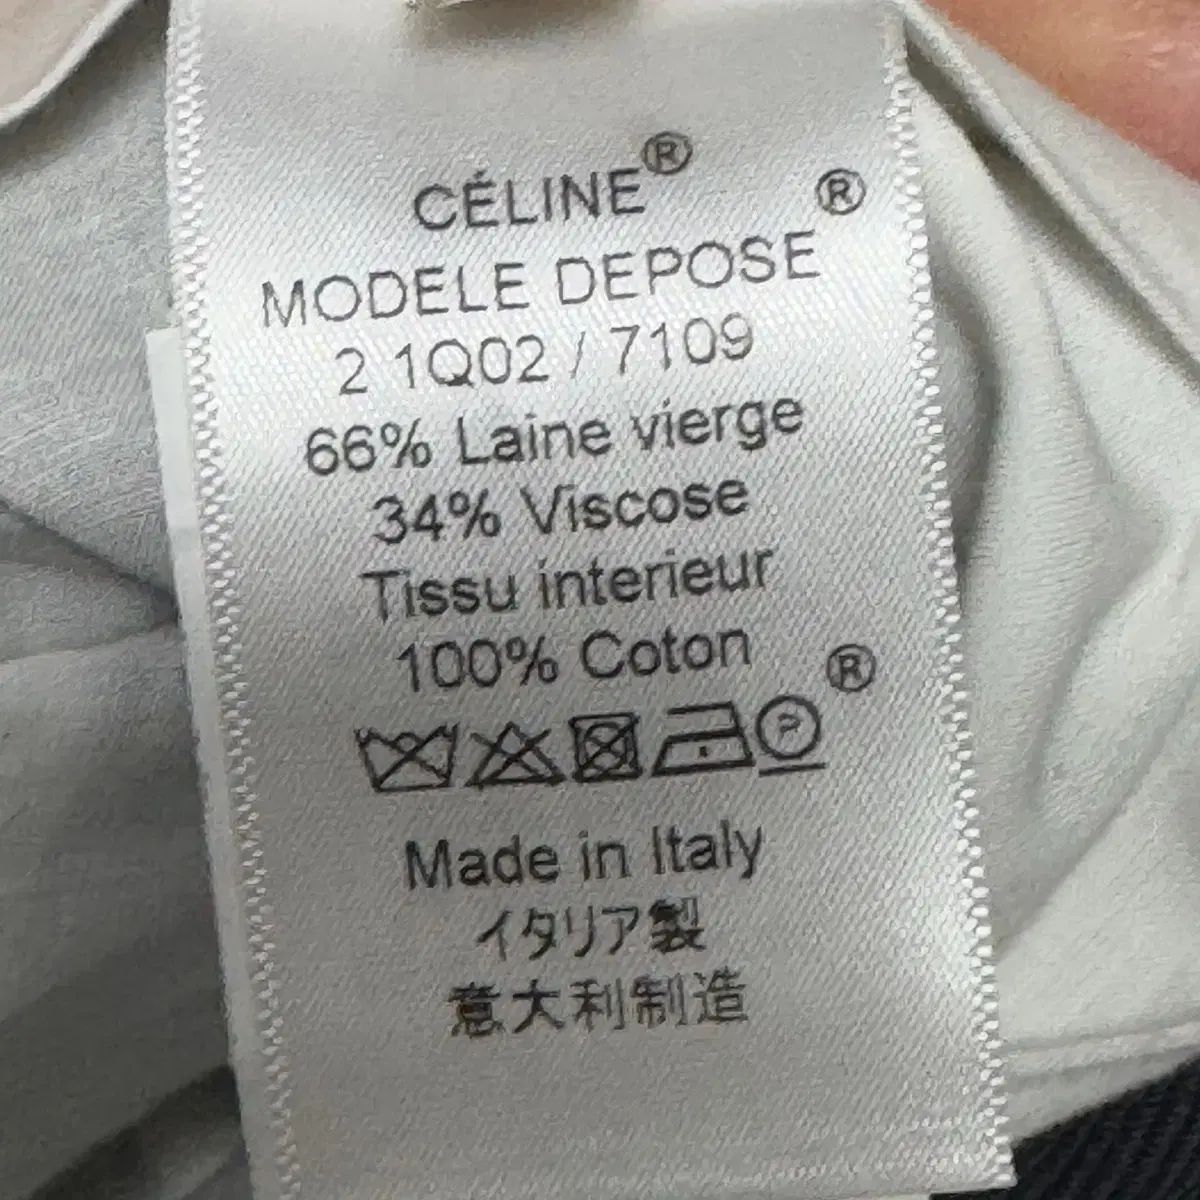 CÉLINE®
MODELE DEPOSE®
2 1Q02 / 7109
66% Laine vierge
34% Viscose
Tissu interieur
100% Coton
P®
Made in Italy
イタリア製
意大利制造